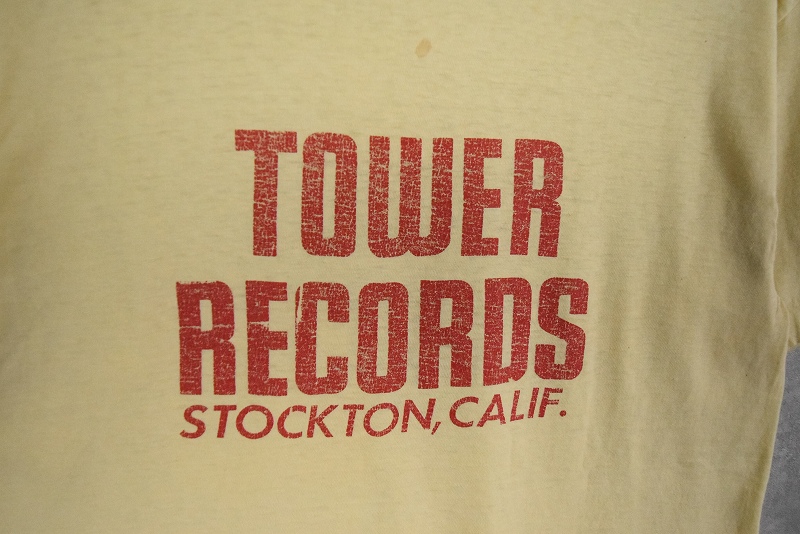 TOWER
RECORDS
STOCKTON, CALIF.